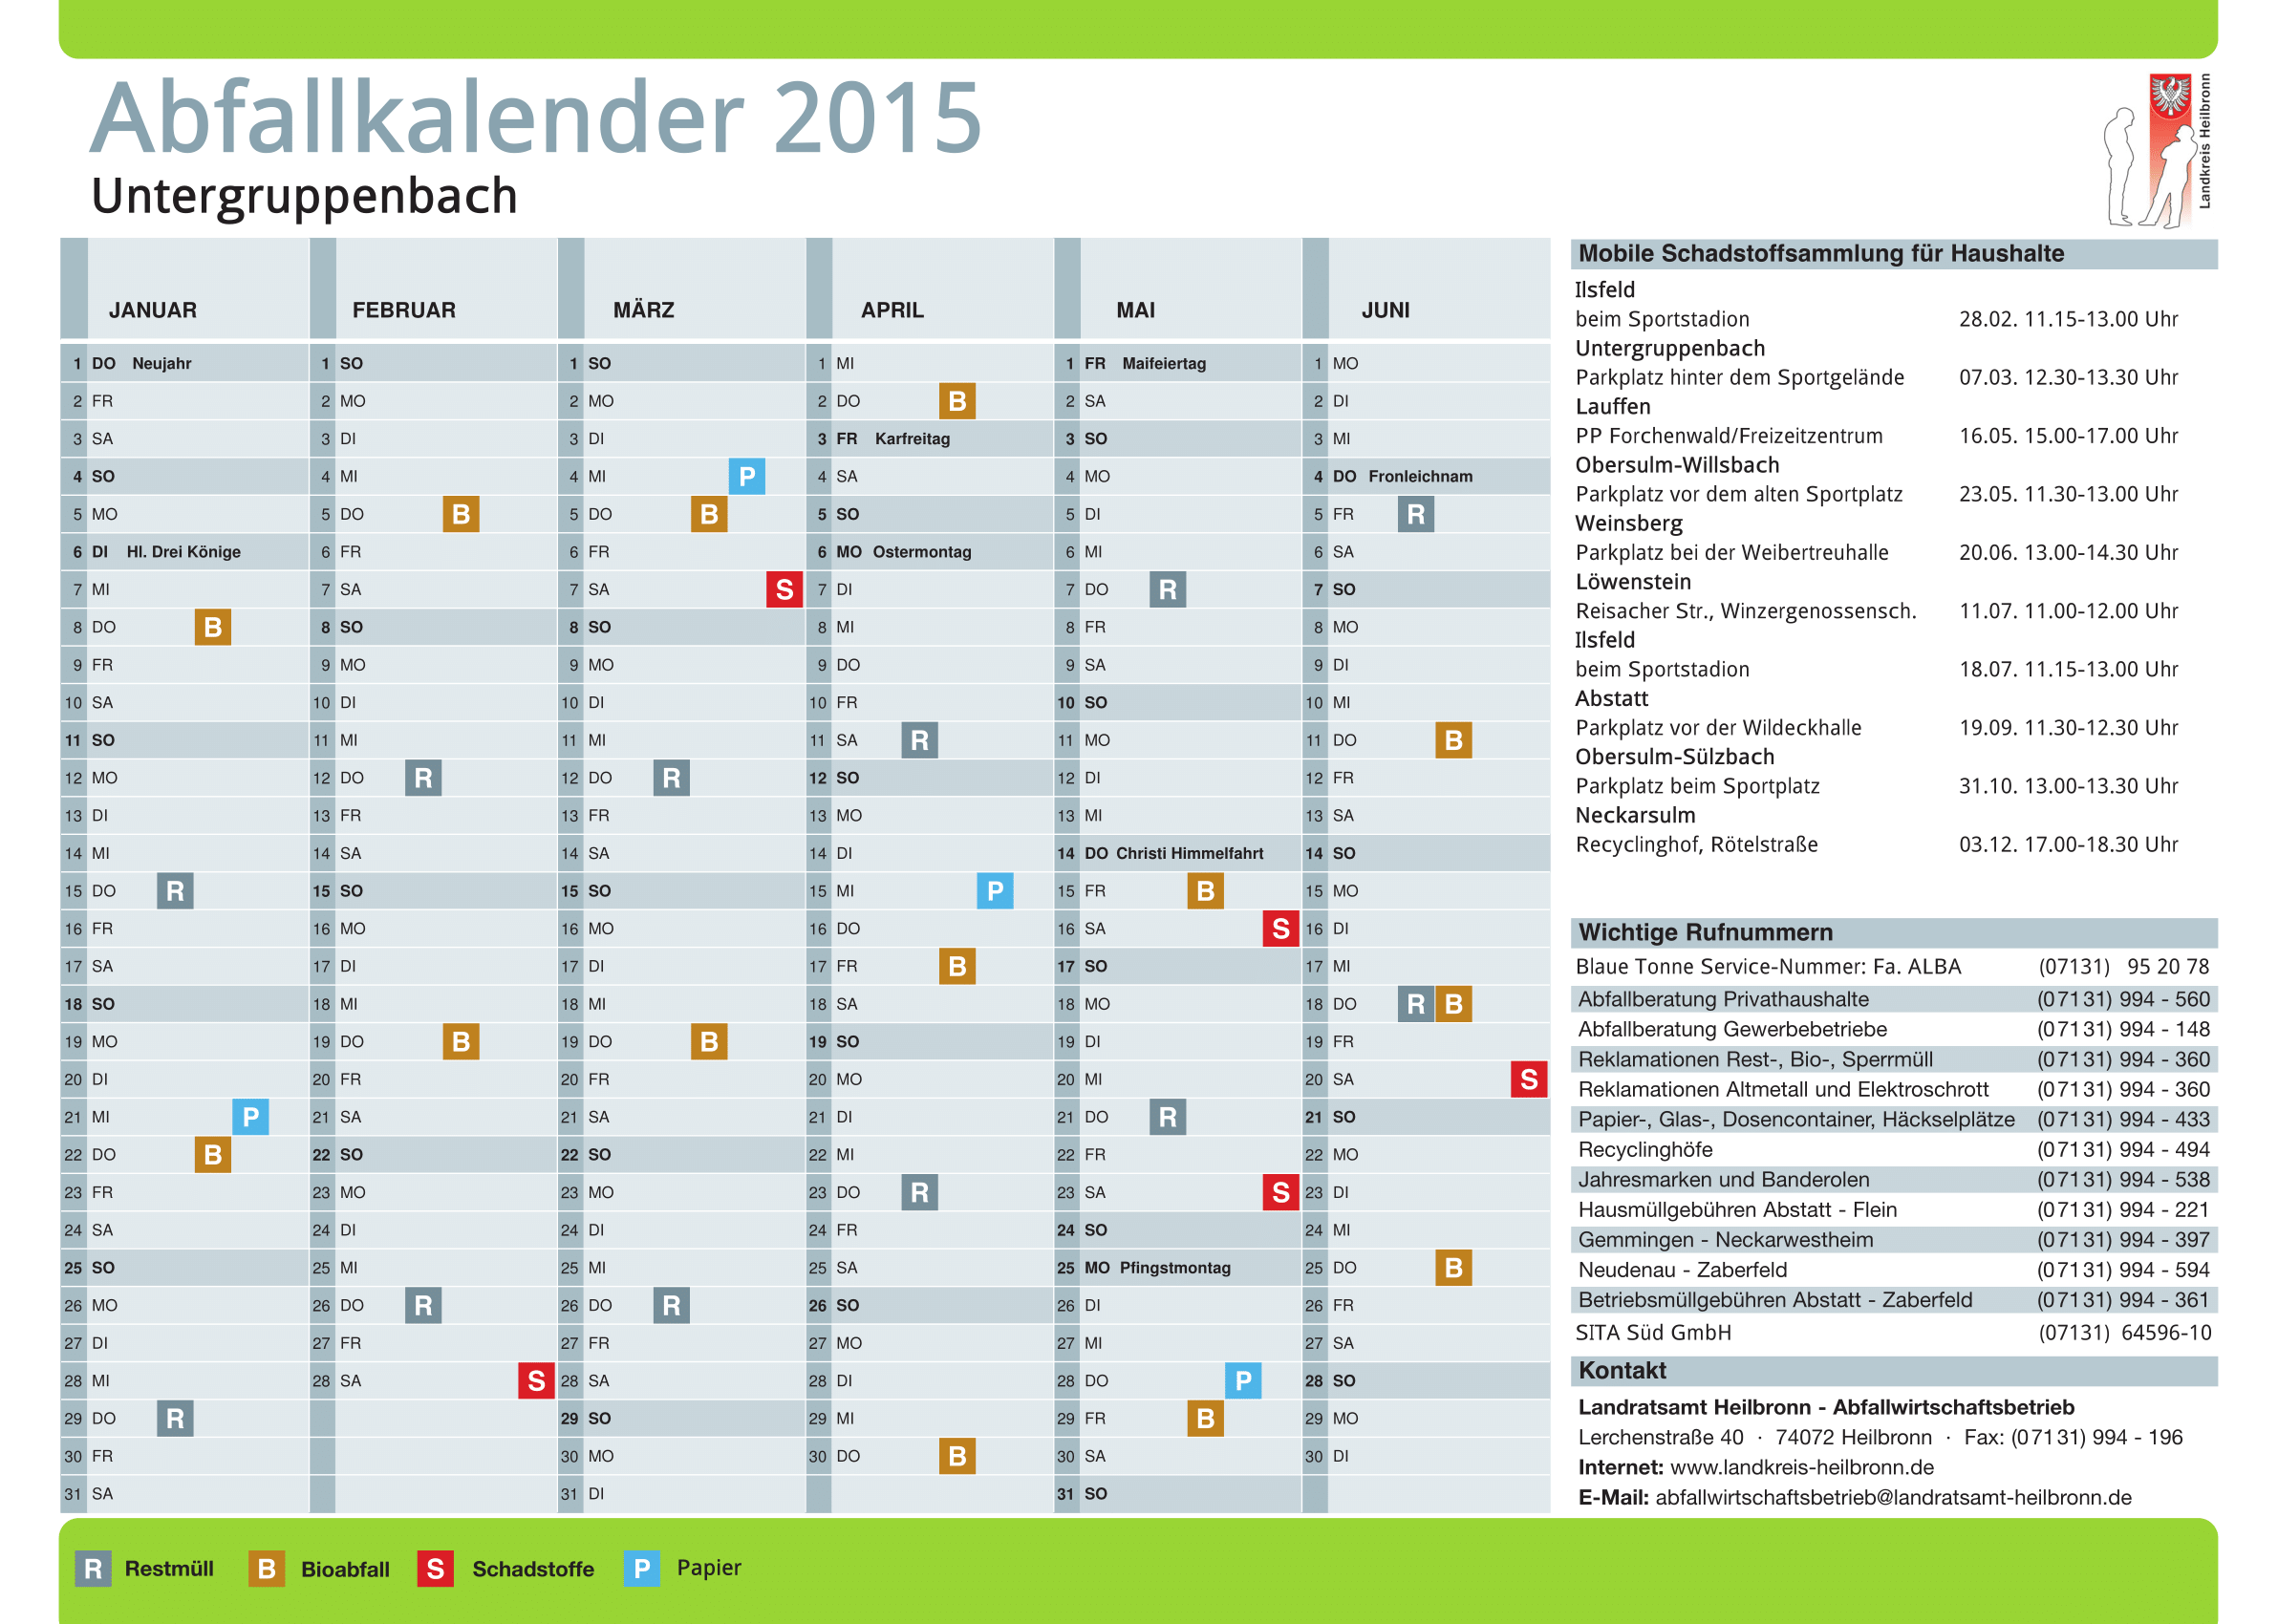 Abfallkalender 2015
Untergruppenbach
Landkreis Heilbronn
JANUAR FEBRUAR MÄRZ APRIL MAI JUNI
1 DO Neujahr 1 SO 1 SO 1 MI 1 FR Maifeiertag 1 MO
2 FR 2 MO 2 MO 2 DO B 2 SA 2 DI
3 SA 3 DI 3 DI 3 FR Karfreitag 3 SO 3 MI
4 SO 4 MI 4 MI P 4 SA 4 MO 4 DO Fronleichnam
5 MO 5 DO B 5 DO B 5 SO 5 DI 5 FR R
6 DI Hl. Drei Könige 6 FR 6 FR 6 MO Ostermontag 6 MI 6 SA
7 MI 7 SA 7 SA S 7 DI 7 DO R 7 SO
8 DO B 8 SO 8 SO 8 MI 8 FR 8 MO
9 FR 9 MO 9 MO 9 DO 9 SA 9 DI
10 SA 10 DI 10 DI 10 FR 10 SO 10 MI
11 SO 11 MI 11 MI 11 SA R 11 MO 11 DO B
12 MO 12 DO R 12 DO R 12 SO 12 DI 12 FR
13 DI 13 FR 13 FR 13 MO 13 MI 13 SA
14 MI 14 SA 14 SA 14 DI 14 DO Christi Himmelfahrt 14 SO
15 DO R 15 SO 15 SO 15 MI P 15 FR B 15 MO
16 FR 16 MO 16 MO 16 DO 16 SA S 16 DI
17 SA 17 DI 17 DI 17 FR B 17 SO 17 MI
18 SO 18 MI 18 MI 18 SA 18 MO 18 DO R B
19 MO 19 DO B 19 DO B 19 SO 19 DI 19 FR
20 DI 20 FR 20 FR 20 MO 20 MI 20 SA S
21 MI P 21 SA 21 SA 21 DI 21 DO R 21 SO
22 DO B 22 SO 22 SO 22 MI 22 FR 22 MO
23 FR 23 MO 23 MO 23 DO R 23 SA S 23 DI
24 SA 24 DI 24 DI 24 FR 24 SO 24 MI
25 SO 25 MI 25 MI 25 SA 25 MO Pfingstmontag 25 DO B
26 MO 26 DO R 26 DO R 26 SO 26 DI 26 FR
27 DI 27 FR 27 FR 27 MO 27 MI 27 SA
28 MI 28 SA S 28 SA 28 DI 28 DO P 28 SO
29 DO R 29 SO 29 MI 29 FR B 29 MO
30 FR 30 MO 30 DO B 30 SA 30 DI
31 SA 31 DI 31 SO
Mobile Schadstoffsammlung für Haushalte
Ilsfeld
beim Sportstadion 28.02. 11.15-13.00 Uhr
Untergruppenbach
Parkplatz hinter dem Sportgelände 07.03. 12.30-13.30 Uhr
Lauffen
PP Forchenwald/Freizeitzentrum 16.05. 15.00-17.00 Uhr
Obersulm-Willsbach
Parkplatz vor dem alten Sportplatz 23.05. 11.30-13.00 Uhr
Weinsberg
Parkplatz bei der Weibertreuhalle 20.06. 13.00-14.30 Uhr
Löwenstein
Reisacher Str., Winzergenossensch. 11.07. 11.00-12.00 Uhr
Ilsfeld
beim Sportstadion 18.07. 11.15-13.00 Uhr
Abstatt
Parkplatz vor der Wildeckhalle 19.09. 11.30-12.30 Uhr
Obersulm-Sülzbach
Parkplatz beim Sportplatz 31.10. 13.00-13.30 Uhr
Neckarsulm
Recyclinghof, Rötelstraße 03.12. 17.00-18.30 Uhr
Wichtige Rufnummern
Blaue Tonne Service-Nummer: Fa. ALBA (07131) 95 20 78
Abfallberatung Privathaushalte (07131) 994 - 560
Abfallberatung Gewerbebetriebe (07131) 994 - 148
Reklamationen Rest-, Bio-, Sperrmüll (07131) 994 - 360
Reklamationen Altmetall und Elektroschrott (07131) 994 - 360
Papier-, Glas-, Dosencontainer, Häckselplätze (07131) 994 - 433
Recyclinghöfe (07131) 994 - 494
Jahresmarken und Banderolen (07131) 994 - 538
Hausmüllgebühren Abstatt - Flein (07131) 994 - 221
Gemmingen - Neckarwestheim (07131) 994 - 397
Neudenau - Zaberfeld (07131) 994 - 594
Betriebsmüllgebühren Abstatt - Zaberfeld (07131) 994 - 361
SITA Süd GmbH (07131) 64596-10
Kontakt
Landratsamt Heilbronn - Abfallwirtschaftsbetrieb
Lerchenstraße 40 · 74072 Heilbronn · Fax: (07131) 994 - 196
Internet: www.landkreis-heilbronn.de
E-Mail: abfallwirtschaftsbetrieb@landratsamt-heilbronn.de
R Restmüll B Bioabfall S Schadstoffe P Papier